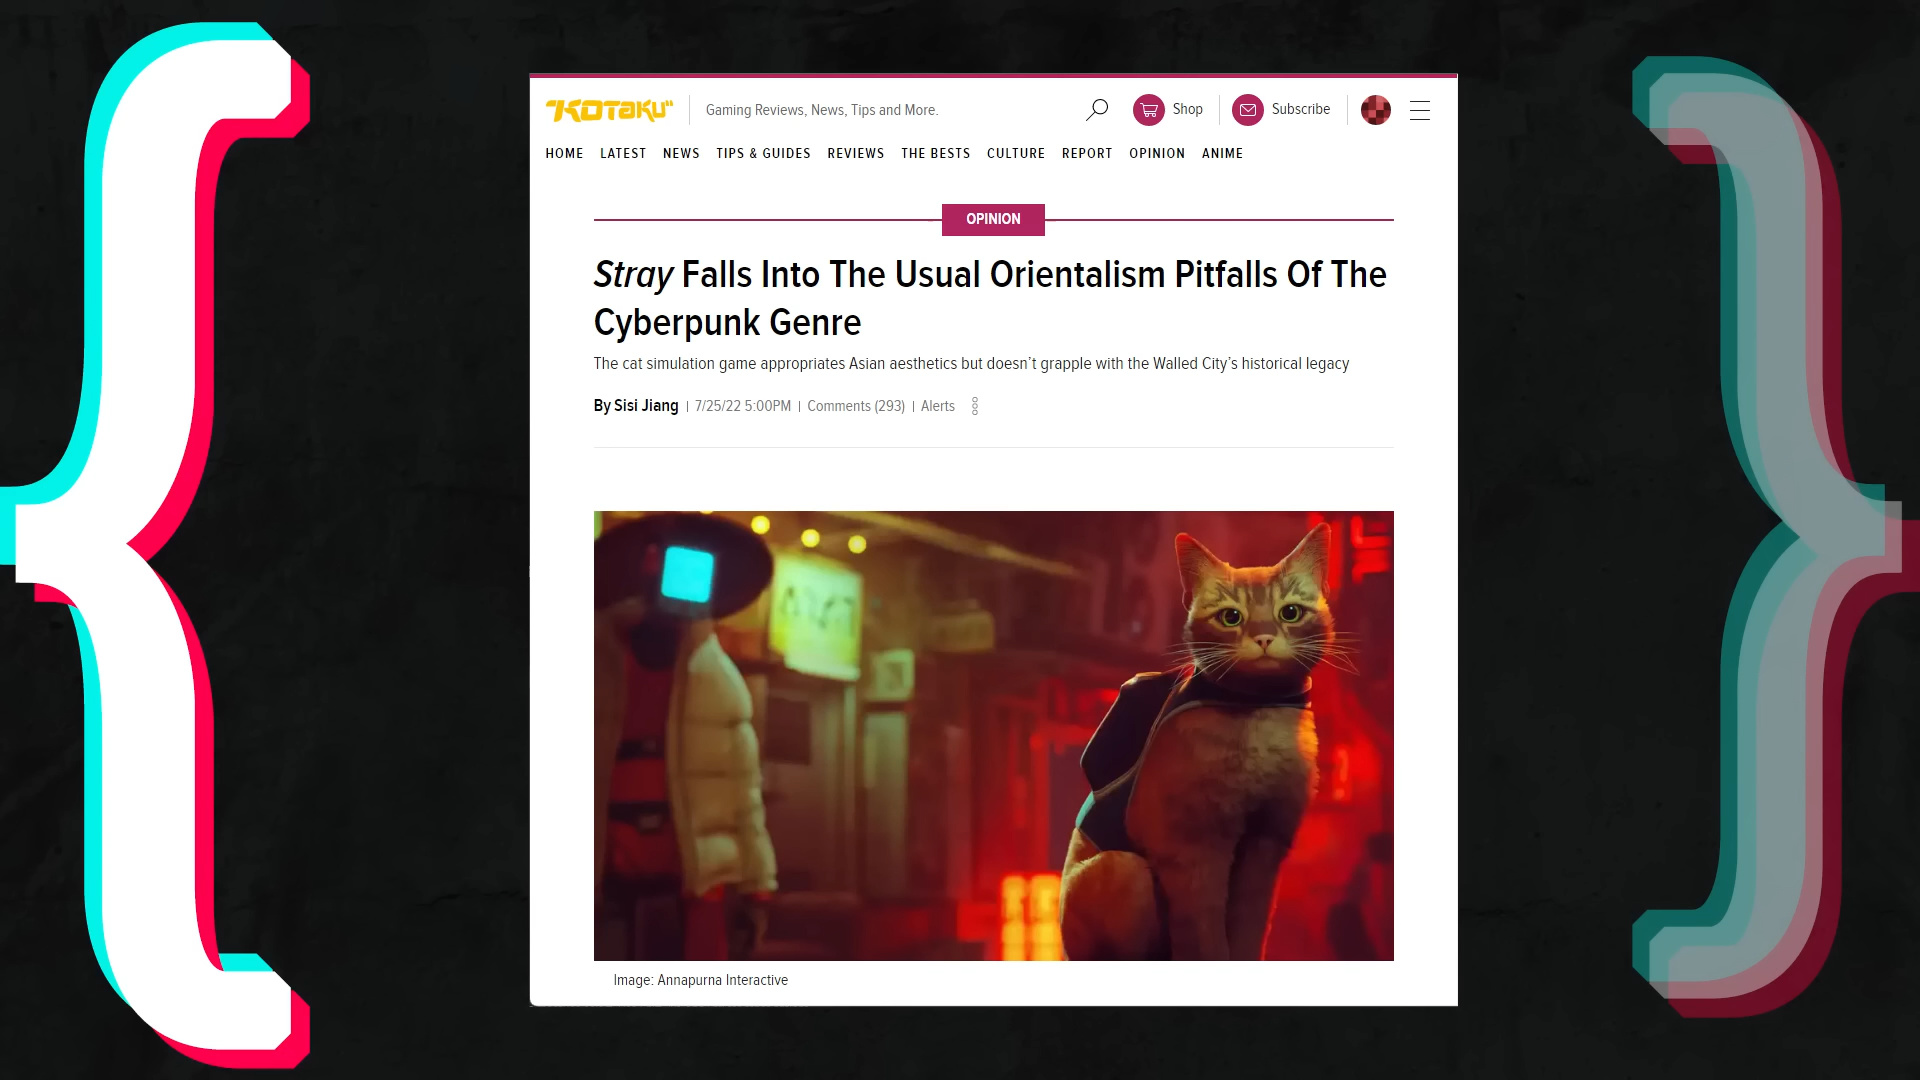 KOTAKU
Gaming Reviews, News, Tips and More.
Shop
Subscribe
HOME LATEST NEWS TIPS & GUIDES REVIEWS THE BESTS CULTURE REPORT OPINION ANIME
OPINION
Stray Falls Into The Usual Orientalism Pitfalls Of The
Cyberpunk Genre
The cat simulation game appropriates Asian aesthetics but doesn't grapple with the Walled City's historical legacy
By Sisi Jiang | 7/25/22 5:00PM | Comments (293) | Alerts
Image: Annapurna Interactive